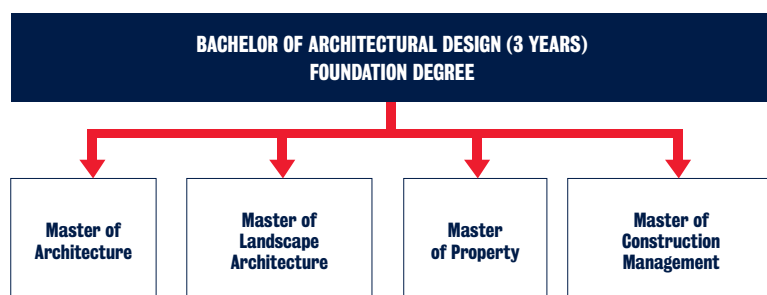 BACHELOR OF ARCHITECTURAL DESIGN (3 YEARS)
FOUNDATION DEGREE
Master of
Architecture
Master of
Landscape
Architecture
Master
of Property
Master of
Construction
Management